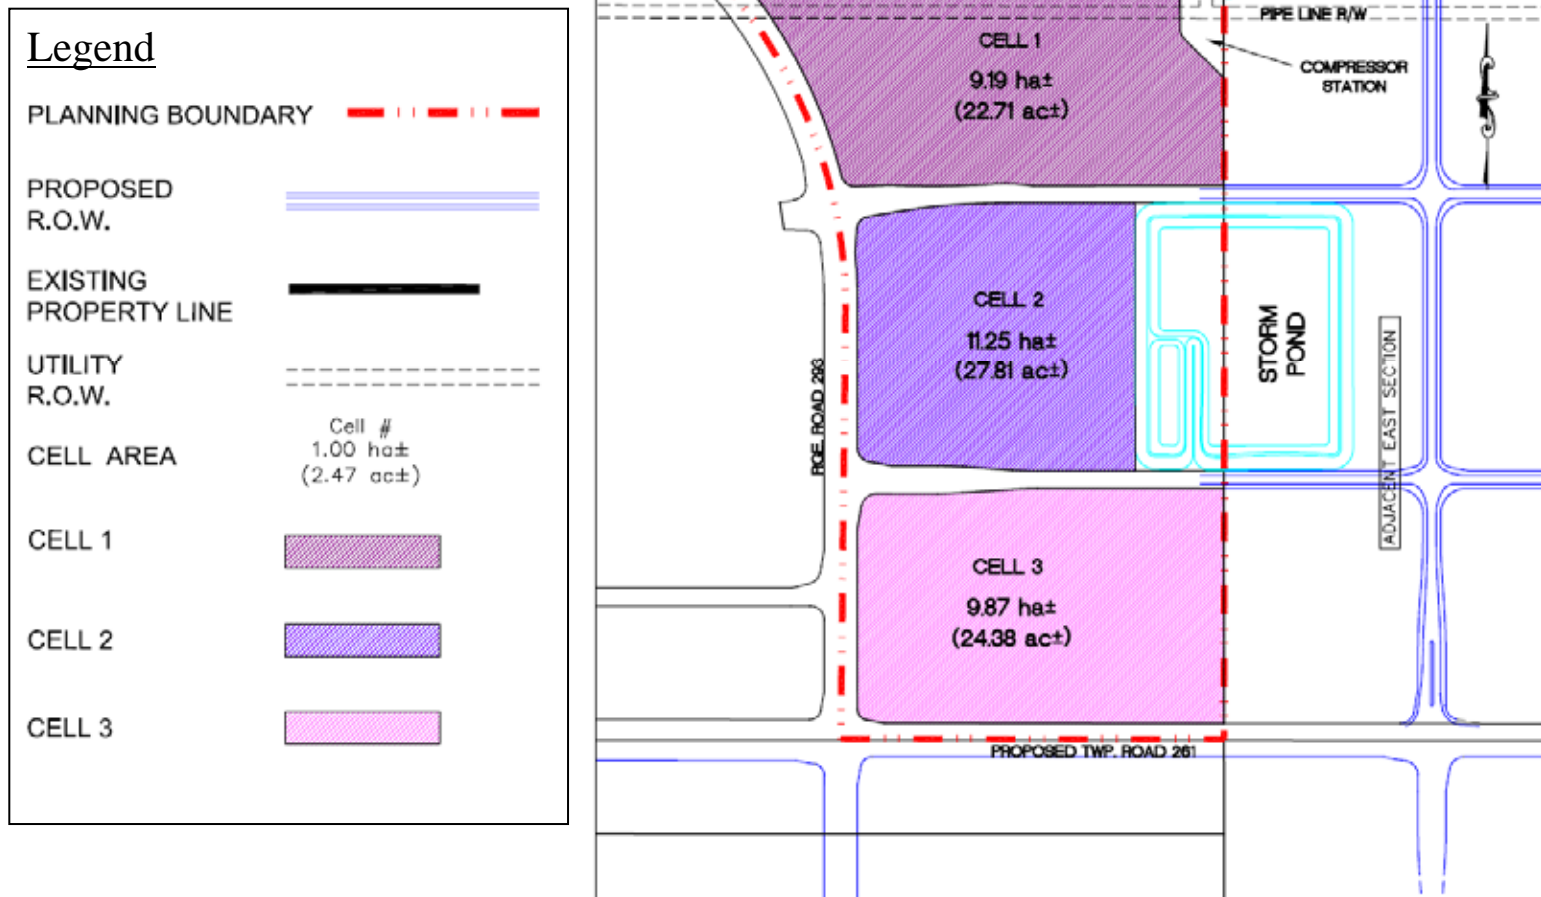 Legend
PLANNING BOUNDARY
PROPOSED
R.O.W.
EXISTING
PROPERTY LINE
UTILITY
R.O.W.
CELL AREA
Cell #
1.00 ha±
(2.47 ac±)
CELL 1
CELL 2
CELL 3
PIPE LINE R/W
CELL 1
9.19 ha±
(22.71 ac±)
COMPRESSOR
STATION
CELL 2
11.25 ha±
(27.81 ac±)
STORM
POND
RGE. ROAD 293
ADJACENT EAST SECTION
CELL 3
9.87 ha±
(24.38 ac±)
PROPOSED TWP. ROAD 261